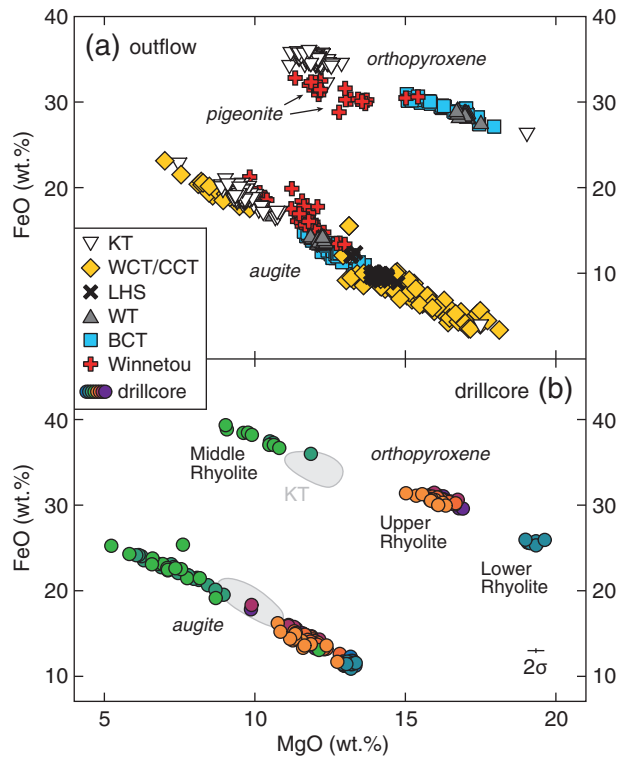 (a) outflow
orthopyroxene
pigeonite
augite
40
30
20
10
FeO (wt.%)
40
30
20
10
KT
WCT/CCT
LHS
WT
BCT
Winnetou
drillcore
drillcore (b)
Middle
Rhyolite
orthopyroxene
KT
Upper
Rhyolite
Lower
Rhyolite
augite
2σ
40
30
20
10
FeO (wt.%)
40
30
20
10
5
10
15
20
MgO (wt.%)